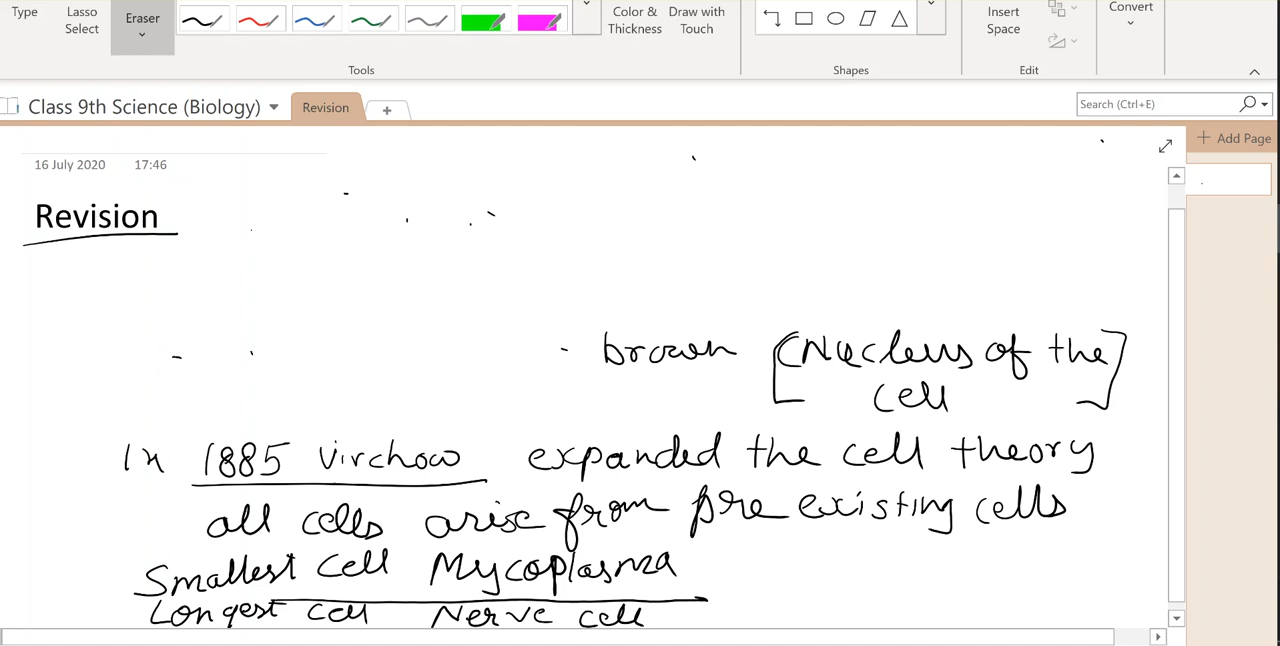 Type
Lasso Select
Eraser
Color & Thickness
Draw with Touch
Insert Space
Convert
Tools
Shapes
Edit
Class 9th Science (Biology)
Revision
Search (Ctrl+E)
Add Page
16 July 2020 17:46
Revision
brown [(Nucleus of the
cell]
In 1885 Virchow expanded the cell theory
all cells arise from pre existing cells
Smallest cell Mycoplasma
Longest cell Nerve cell